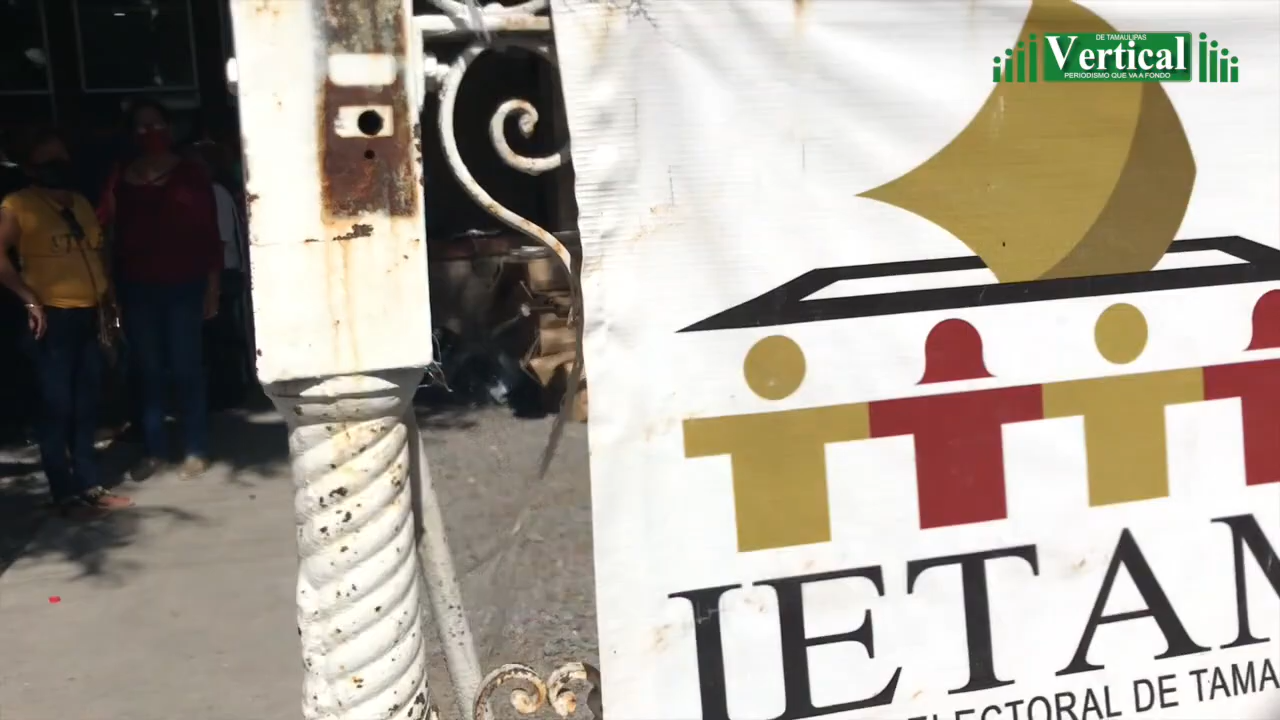 DE TAMAULIPAS
Vertical
PERIODISMO QUE VA A FONDO
IETAM
ELECTORAL DE TAMA